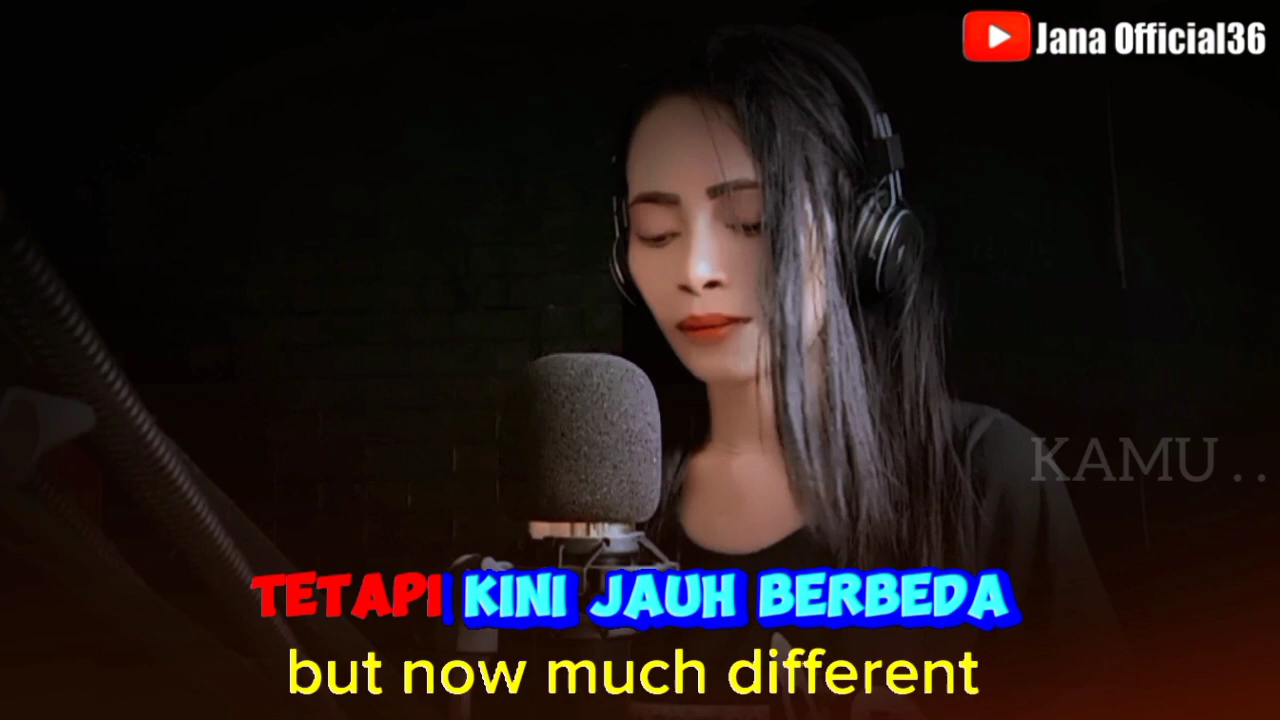 Jana Official36
KAMU . .
TETAPI KINI JAUH BERBEDA
but now much different